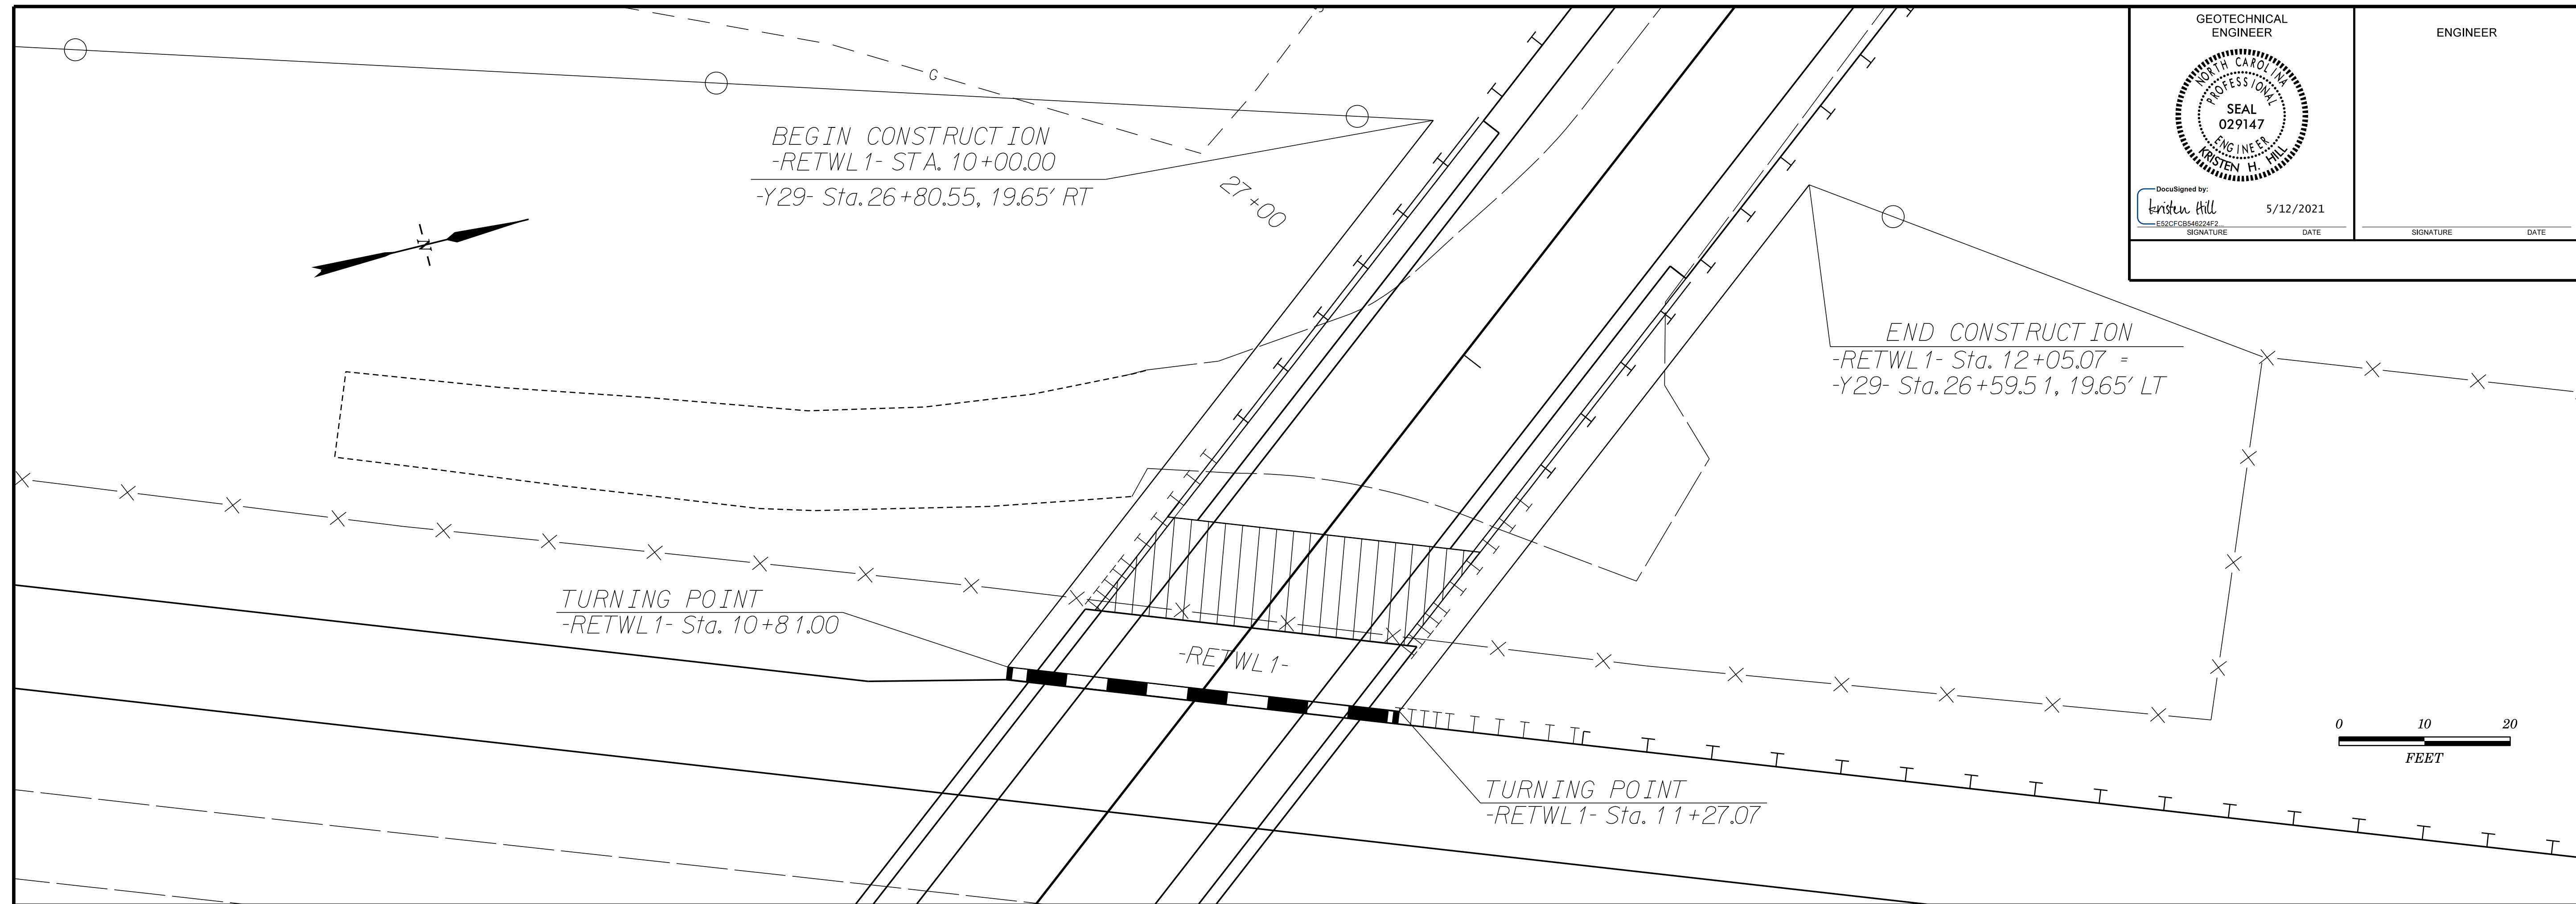 GEOTECHNICAL
ENGINEER
NORTH CAROLINA
PROFESSIONAL
SEAL
029147
ENGINEER
KRISTEN H. HILL
DocuSigned by:
Kristen Hill
5/12/2021
E52CFCB546224F2...
SIGNATURE DATE
ENGINEER
SIGNATURE DATE
G
BEGIN CONSTRUCTION
-RETWL1- STA. 10+00.00
-Y29- Sta. 26+80.55, 19.65' RT
27+00
N
END CONSTRUCTION
-RETWL1- Sta. 12+05.07 =
-Y29- Sta. 26+59.51, 19.65' LT
TURNING POINT
-RETWL1- Sta. 10+81.00
-RETWL1-
TURNING POINT
-RETWL1- Sta. 11+27.07
0 10 20
FEET